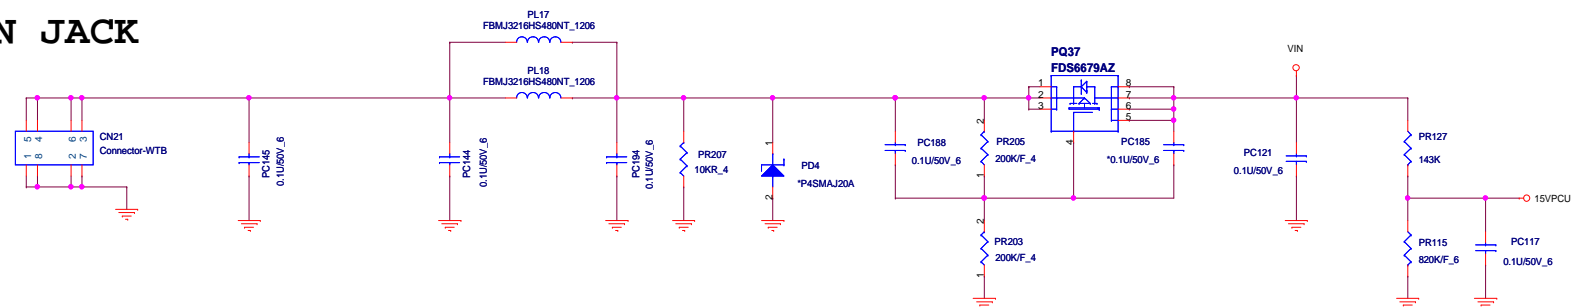 N JACK
PL17
FBMJ3216HS480NT_1206
PL18
FBMJ3216HS480NT_1206
PQ37
FDS6679AZ
VIN
1
2
3
8
7
6
5
4
5 4 6 3
1 8 2 7
CN21
Connector-WTB
PC145
0.1U/50V_6
PC144
0.1U/50V_6
PC194
0.1U/50V_6
PR207
10KR_4
1
2
PD4
*P4SMAJ20A
PC188
0.1U/50V_6
2
1
PR205
200K/F_4
PC185
*0.1U/50V_6
PC121
0.1U/50V_6
PR127
143K
15VPCU
2
1
PR203
200K/F_4
PR115
820K/F_6
PC117
0.1U/50V_6